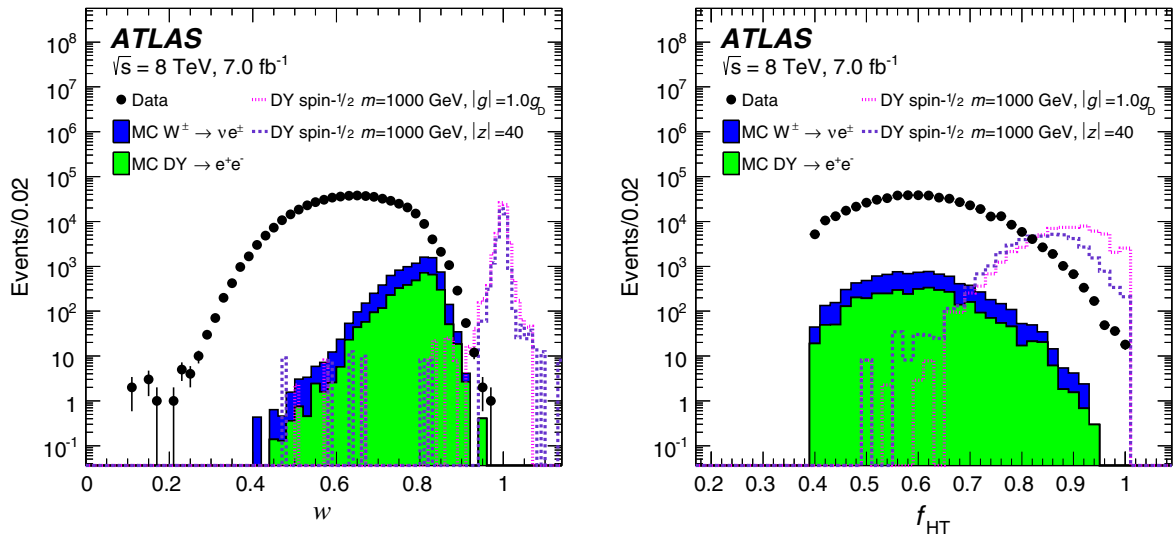 ATLAS
√s = 8 TeV, 7.0 fb⁻¹
Data
DY spin-1/2 m=1000 GeV, |g|=1.0g_D
MC W± → νe±
DY spin-1/2 m=1000 GeV, |z|=40
MC DY → e⁺e⁻
Events/0.02
10⁸
10⁷
10⁶
10⁵
10⁴
10³
10²
10
1
10⁻¹
0 0.2 0.4 0.6 0.8 1
w
ATLAS
√s = 8 TeV, 7.0 fb⁻¹
Data
DY spin-1/2 m=1000 GeV, |g|=1.0g_D
MC W± → νe±
DY spin-1/2 m=1000 GeV, |z|=40
MC DY → e⁺e⁻
Events/0.02
10⁸
10⁷
10⁶
10⁵
10⁴
10³
10²
10
1
10⁻¹
0.2 0.3 0.4 0.5 0.6 0.7 0.8 0.9 1
f_HT